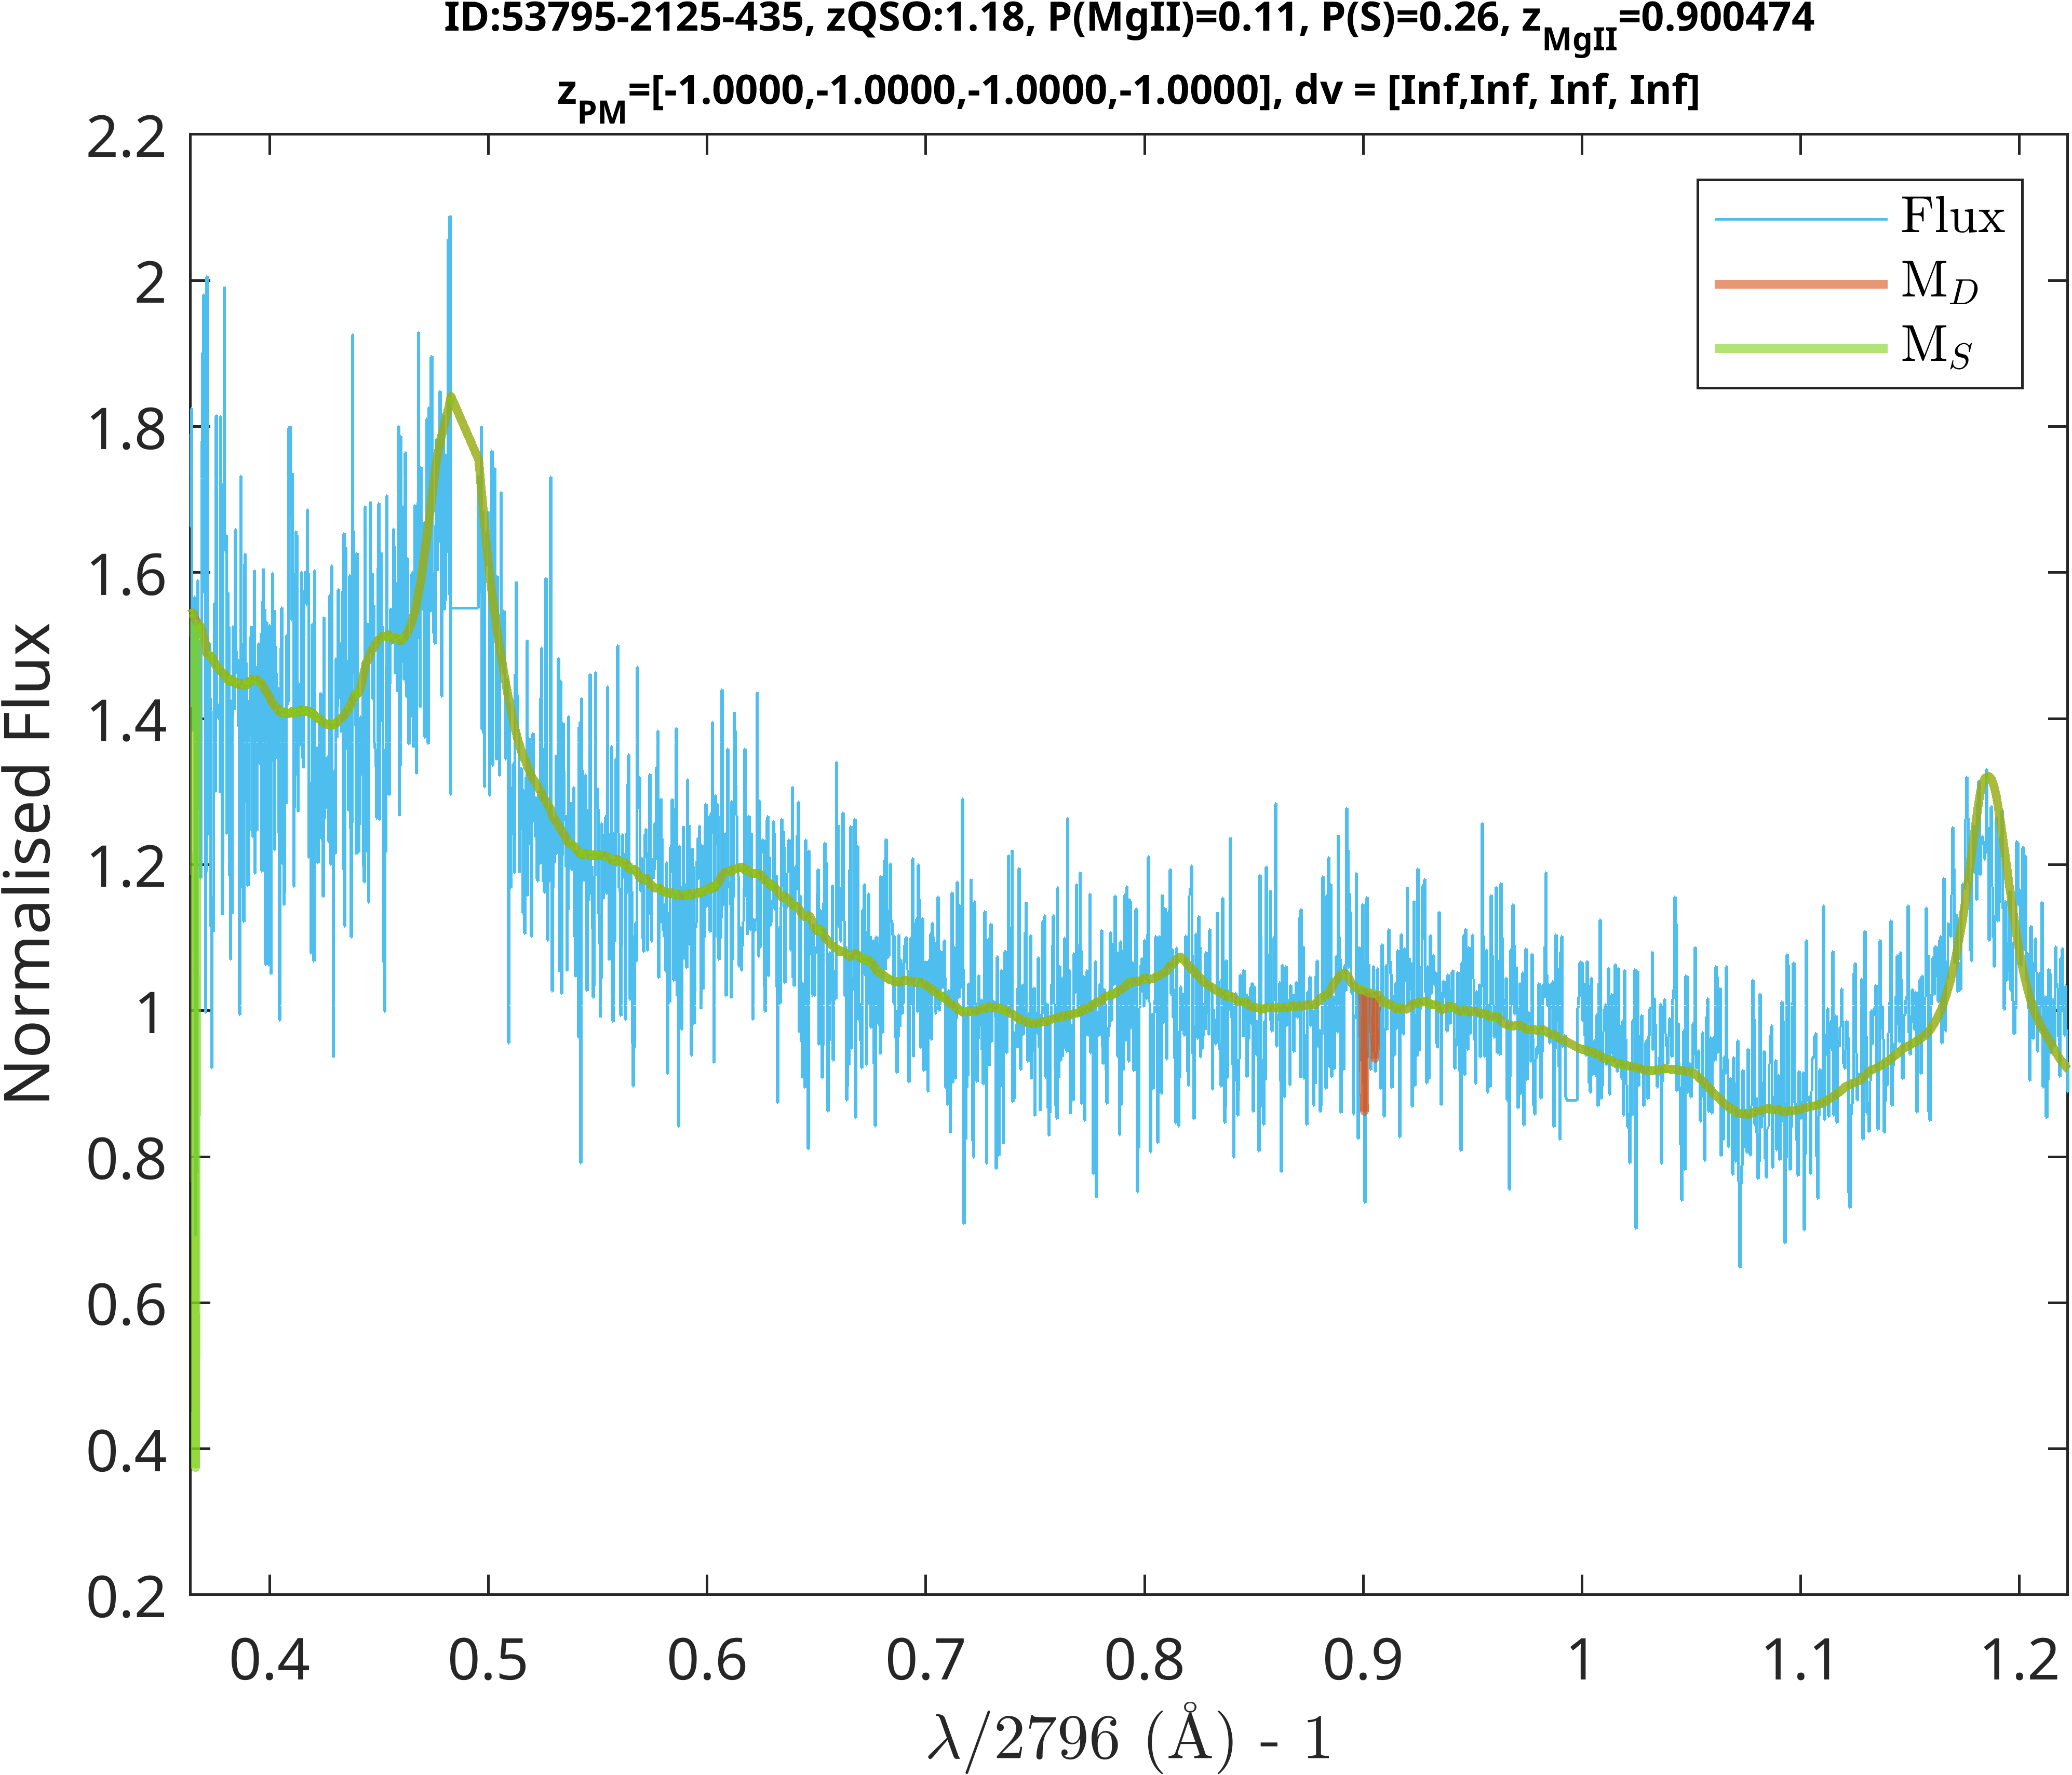 ID:53795-2125-435, zQSO:1.18, P(MgII)=0.11, P(S)=0.26, zMgII=0.900474
zPM=[-1.0000,-1.0000,-1.0000,-1.0000], dv = [Inf,Inf, Inf, Inf]
2.2
2
1.8
1.6
1.4
1.2
1
0.8
0.6
0.4
0.2
Normalised Flux
Flux
MD
MS
0.4 0.5 0.6 0.7 0.8 0.9 1 1.1 1.2
λ/2796 (Å) - 1